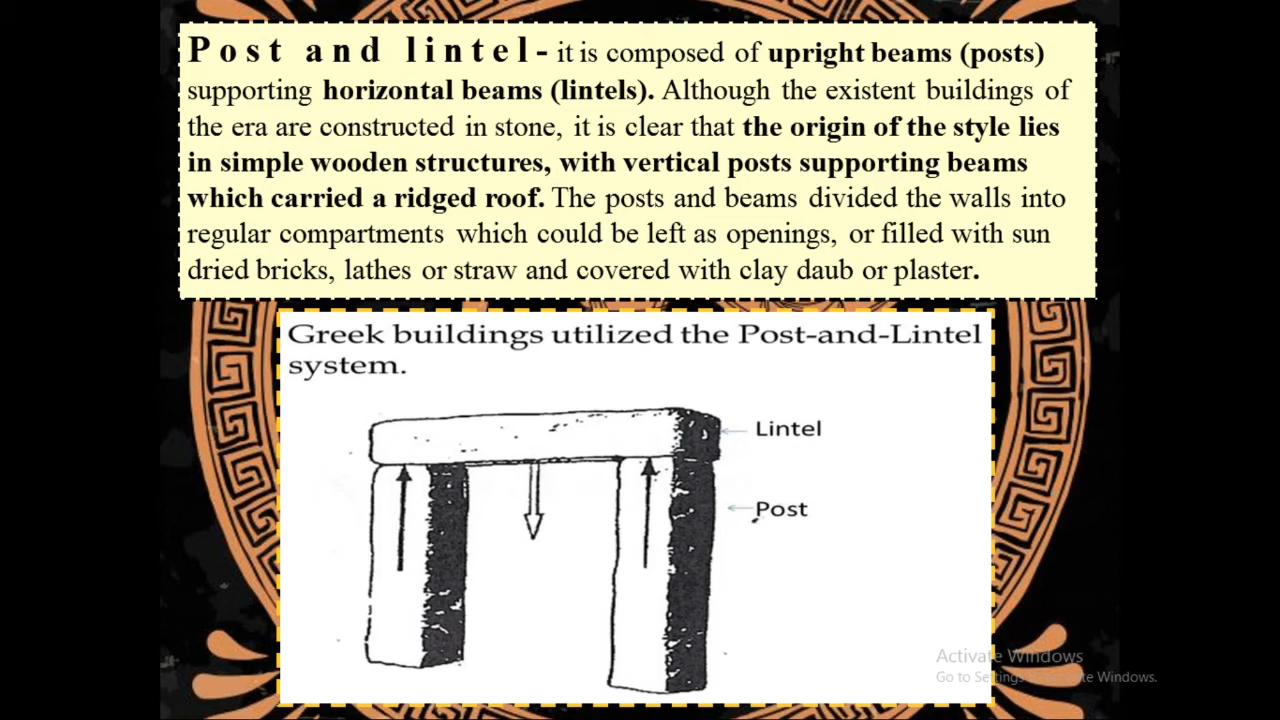 Post and lintel- it is composed of upright beams (posts)
supporting horizontal beams (lintels). Although the existent buildings of
the era are constructed in stone, it is clear that the origin of the style lies
in simple wooden structures, with vertical posts supporting beams
which carried a ridged roof. The posts and beams divided the walls into
regular compartments which could be left as openings, or filled with sun
dried bricks, lathes or straw and covered with clay daub or plaster.
Greek buildings utilized the Post-and-Lintel
system.
Lintel
Post
Activate Windows
Go to Settings to activate Windows.